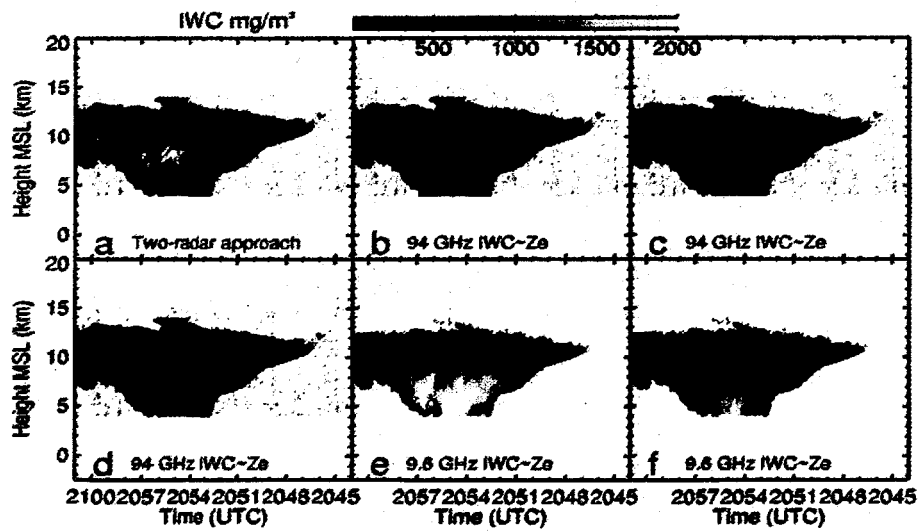 IWC mg/m³
500 1000 1500 2000
20
15
10
5
0
Height MSL (km)
a Two-radar approach
b 94 GHz IWC~Ze
c 94 GHz IWC~Ze
20
15
10
5
0
Height MSL (km)
d 94 GHz IWC~Ze
e 9.6 GHz IWC~Ze
f 9.6 GHz IWC~Ze
2100 2057 2054 2051 2048 2045
2057 2054 2051 2048
2057 2054 2051 2048 2045
Time (UTC) Time (UTC) Time (UTC)